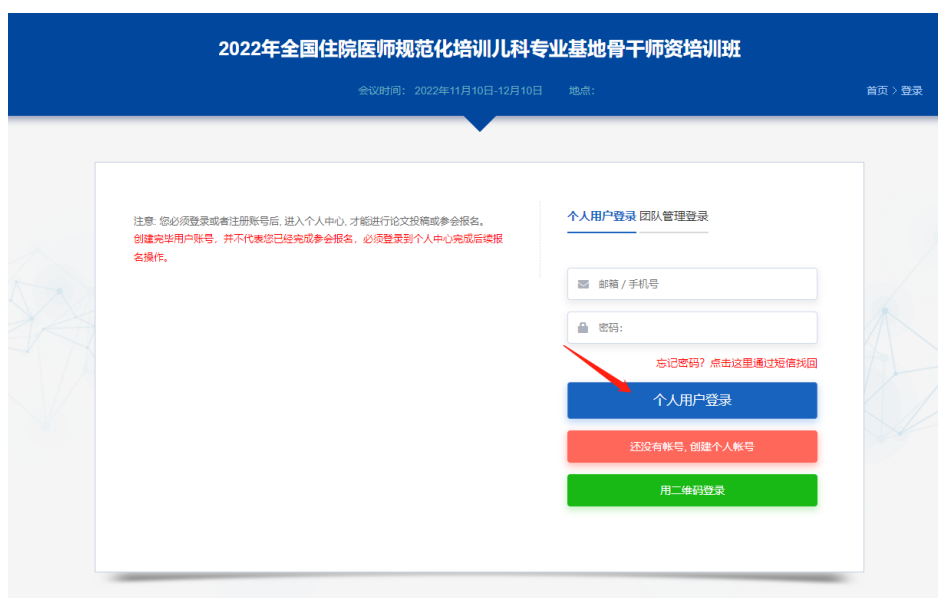 2022年全国住院医师规范化培训儿科专业基地骨干师资培训班
会议时间： 2022年11月10日-12月10日 地点：
首页 > 登录
注意: 您必须登录或者注册账号后, 进入个人中心, 才能进行论文投稿或参会报名。
创建完毕用户账号，并不代表您已经完成参会报名，必须登录到个人中心完成后续报
名操作。
个人用户登录 团队管理登录
邮箱 / 手机号
密码:
忘记密码？点击这里通过短信找回
个人用户登录
还没有帐号, 创建个人帐号
用二维码登录